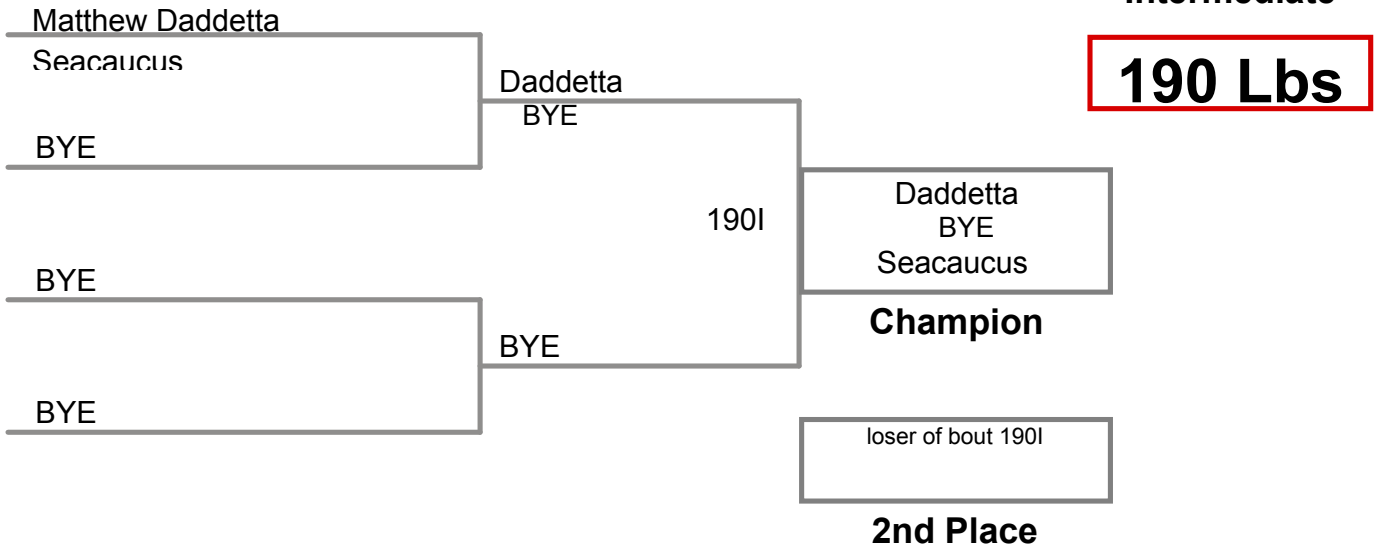 Intermediate
190 Lbs
Matthew Daddetta
Seacaucus
BYE
BYE
BYE
Daddetta
BYE
BYE
190I
Daddetta
BYE
Seacaucus
Champion
loser of bout 190I
2nd Place